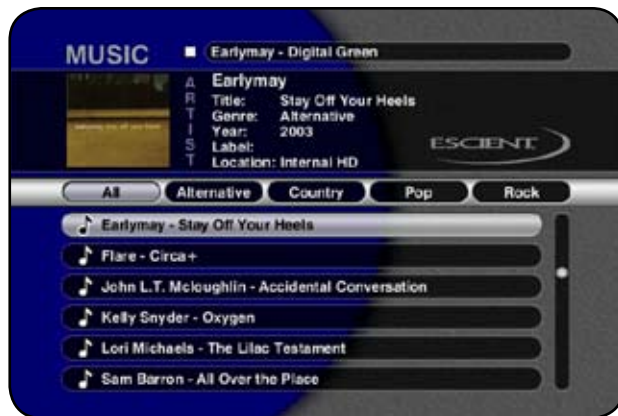 MUSIC
Earlymay - Digital Green
ARTIST
Earlymay
Title: Stay Off Your Heels
Genre: Alternative
Year: 2003
Label:
Location: Internal HD
ESCIENT
All Alternative Country Pop Rock
Earlymay - Stay Off Your Heels
Flare - Circa+
John L.T. Mcloughlin - Accidental Conversation
Kelly Snyder - Oxygen
Lori Michaels - The Lilac Testament
Sam Barron - All Over the Place